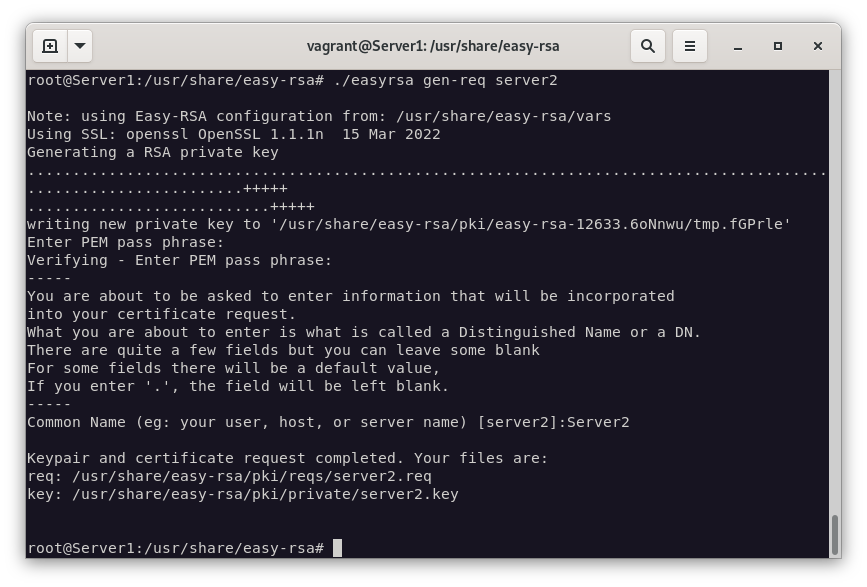 vagrant@Server1: /usr/share/easy-rsa
root@Server1:/usr/share/easy-rsa# ./easyrsa gen-req server2
Note: using Easy-RSA configuration from: /usr/share/easy-rsa/vars
Using SSL: openssl OpenSSL 1.1.1n  15 Mar 2022
Generating a RSA private key
.........................................................................................
........................+++++
...........................+++++
writing new private key to '/usr/share/easy-rsa/pki/easy-rsa-12633.6oNnwu/tmp.fGPrle'
Enter PEM pass phrase:
Verifying - Enter PEM pass phrase:
-----
You are about to be asked to enter information that will be incorporated
into your certificate request.
What you are about to enter is what is called a Distinguished Name or a DN.
There are quite a few fields but you can leave some blank
For some fields there will be a default value,
If you enter '.', the field will be left blank.
-----
Common Name (eg: your user, host, or server name) [server2]:Server2
Keypair and certificate request completed. Your files are:
req: /usr/share/easy-rsa/pki/reqs/server2.req
key: /usr/share/easy-rsa/pki/private/server2.key
root@Server1:/usr/share/easy-rsa#